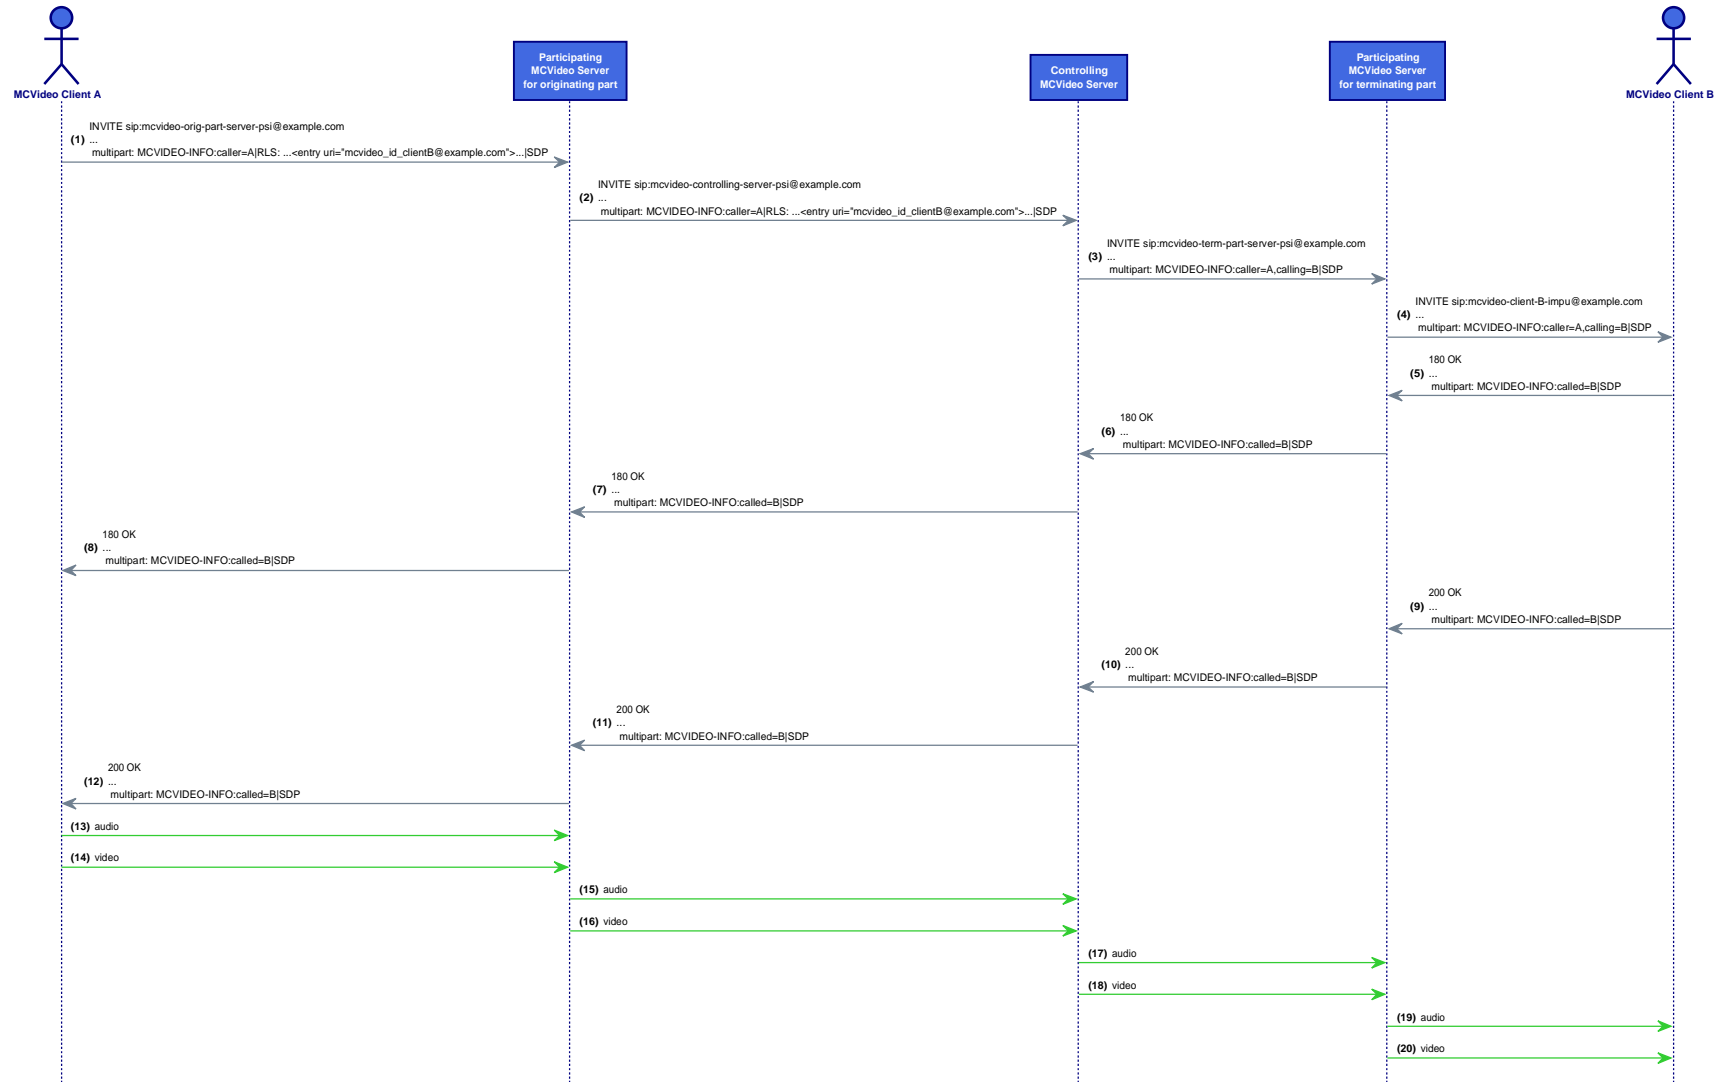 Participating
MCVideo Server
for originating part
Controlling
MCVideo Server
Participating
MCVideo Server
for terminating part
MCVideo Client A
MCVideo Client B
INVITE sip:mcvideo-orig-part-server-psi@example.com
(1) ...
multipart: MCVIDEO-INFO:caller=A|RLS: ...<entry uri="mcvideo_id_clientB@example.com">...|SDP
INVITE sip:mcvideo-controlling-server-psi@example.com
(2) ...
multipart: MCVIDEO-INFO:caller=A|RLS: ...<entry uri="mcvideo_id_clientB@example.com">...|SDP
INVITE sip:mcvideo-term-part-server-psi@example.com
(3) ...
multipart: MCVIDEO-INFO:caller=A,calling=B|SDP
INVITE sip:mcvideo-client-B-impu@example.com
(4) ...
multipart: MCVIDEO-INFO:caller=A,calling=B|SDP
180 OK
(5) ...
multipart: MCVIDEO-INFO:called=B|SDP
180 OK
(6) ...
multipart: MCVIDEO-INFO:called=B|SDP
180 OK
(7) ...
multipart: MCVIDEO-INFO:called=B|SDP
180 OK
(8) ...
multipart: MCVIDEO-INFO:called=B|SDP
200 OK
(9) ...
multipart: MCVIDEO-INFO:called=B|SDP
200 OK
(10) ...
multipart: MCVIDEO-INFO:called=B|SDP
200 OK
(11) ...
multipart: MCVIDEO-INFO:called=B|SDP
200 OK
(12) ...
multipart: MCVIDEO-INFO:called=B|SDP
(13) audio
(14) video
(15) audio
(16) video
(17) audio
(18) video
(19) audio
(20) video